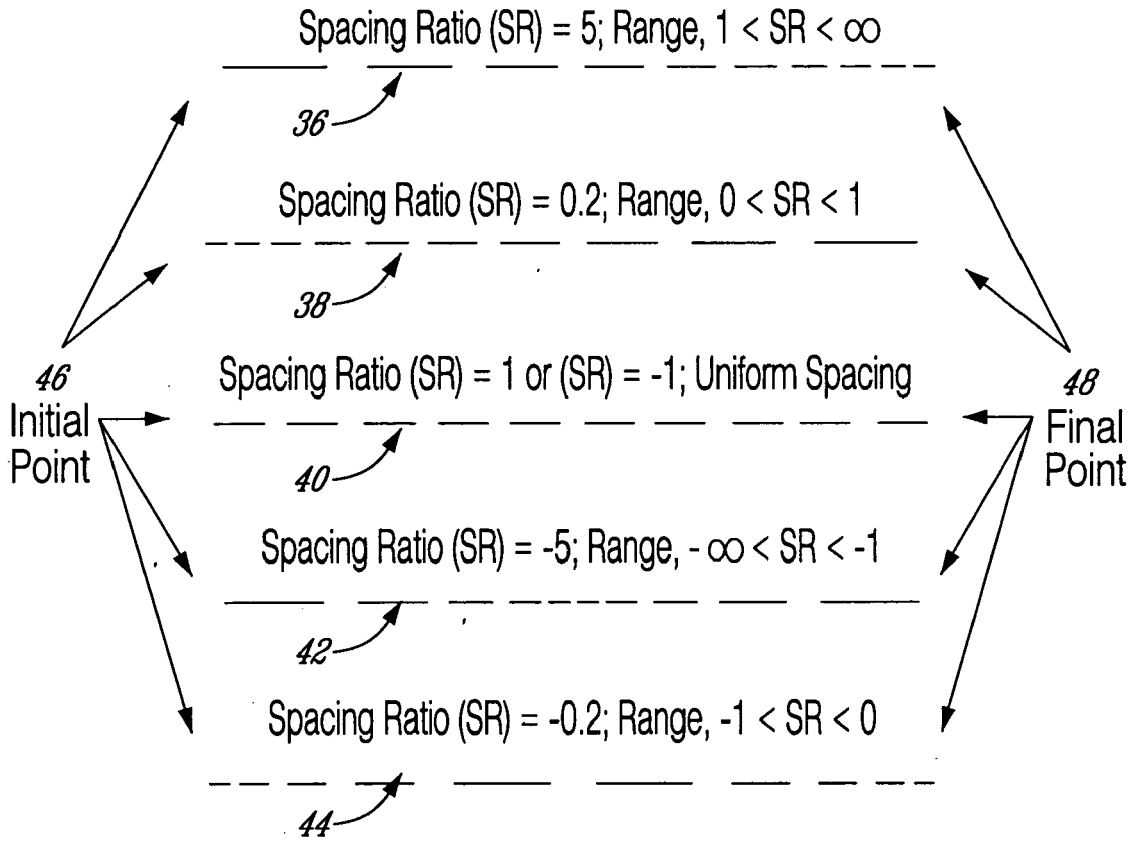 Spacing Ratio (SR) = 5; Range, 1 < SR < ∞
36
Spacing Ratio (SR) = 0.2; Range, 0 < SR < 1
38
46
Initial
Point
Spacing Ratio (SR) = 1 or (SR) = -1; Uniform Spacing
48
Final
Point
40
Spacing Ratio (SR) = -5; Range, - ∞ < SR < -1
42
Spacing Ratio (SR) = -0.2; Range, -1 < SR < 0
44